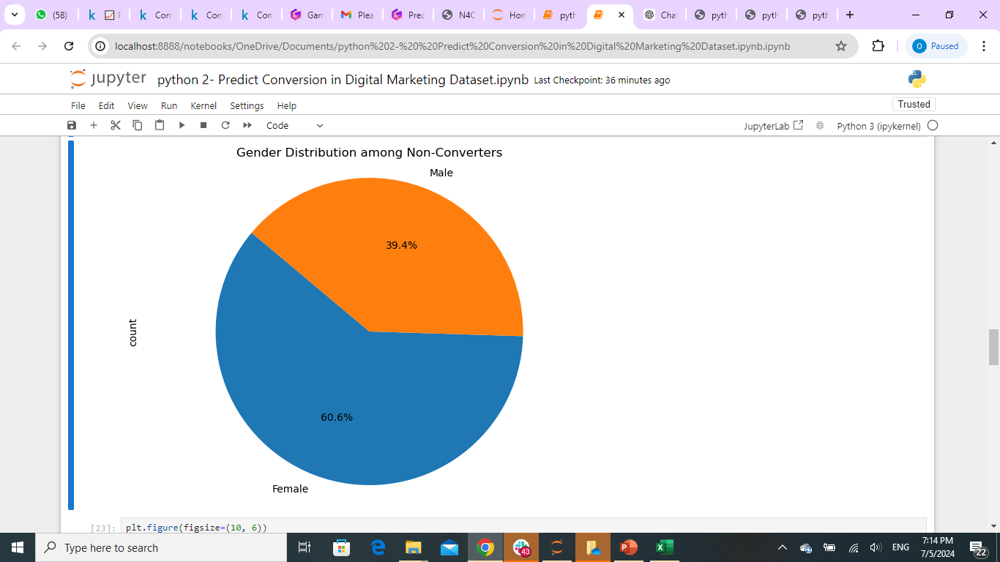 (58)
F
Con
Con
Con
Gam
Plea
Prec
N4C
Hon
pyth
Chat
pyth
pyth
pyth
localhost:8888/notebooks/OneDrive/Documents/python%202-%20%20Predict%20Conversion%20in%20Digital%20Marketing%20Dataset.ipynb.ipynb
O Paused
jupyter python 2- Predict Conversion in Digital Marketing Dataset.ipynb Last Checkpoint: 36 minutes ago
File Edit View Run Kernel Settings Help
Trusted
Code
JupyterLab
Python 3 (ipykernel)
Gender Distribution among Non-Converters
Male
39.4%
count
60.6%
Female
[23]: plt.figure(figsize=(10, 6))
Type here to search
43
ENG
7:14 PM
7/5/2024
22